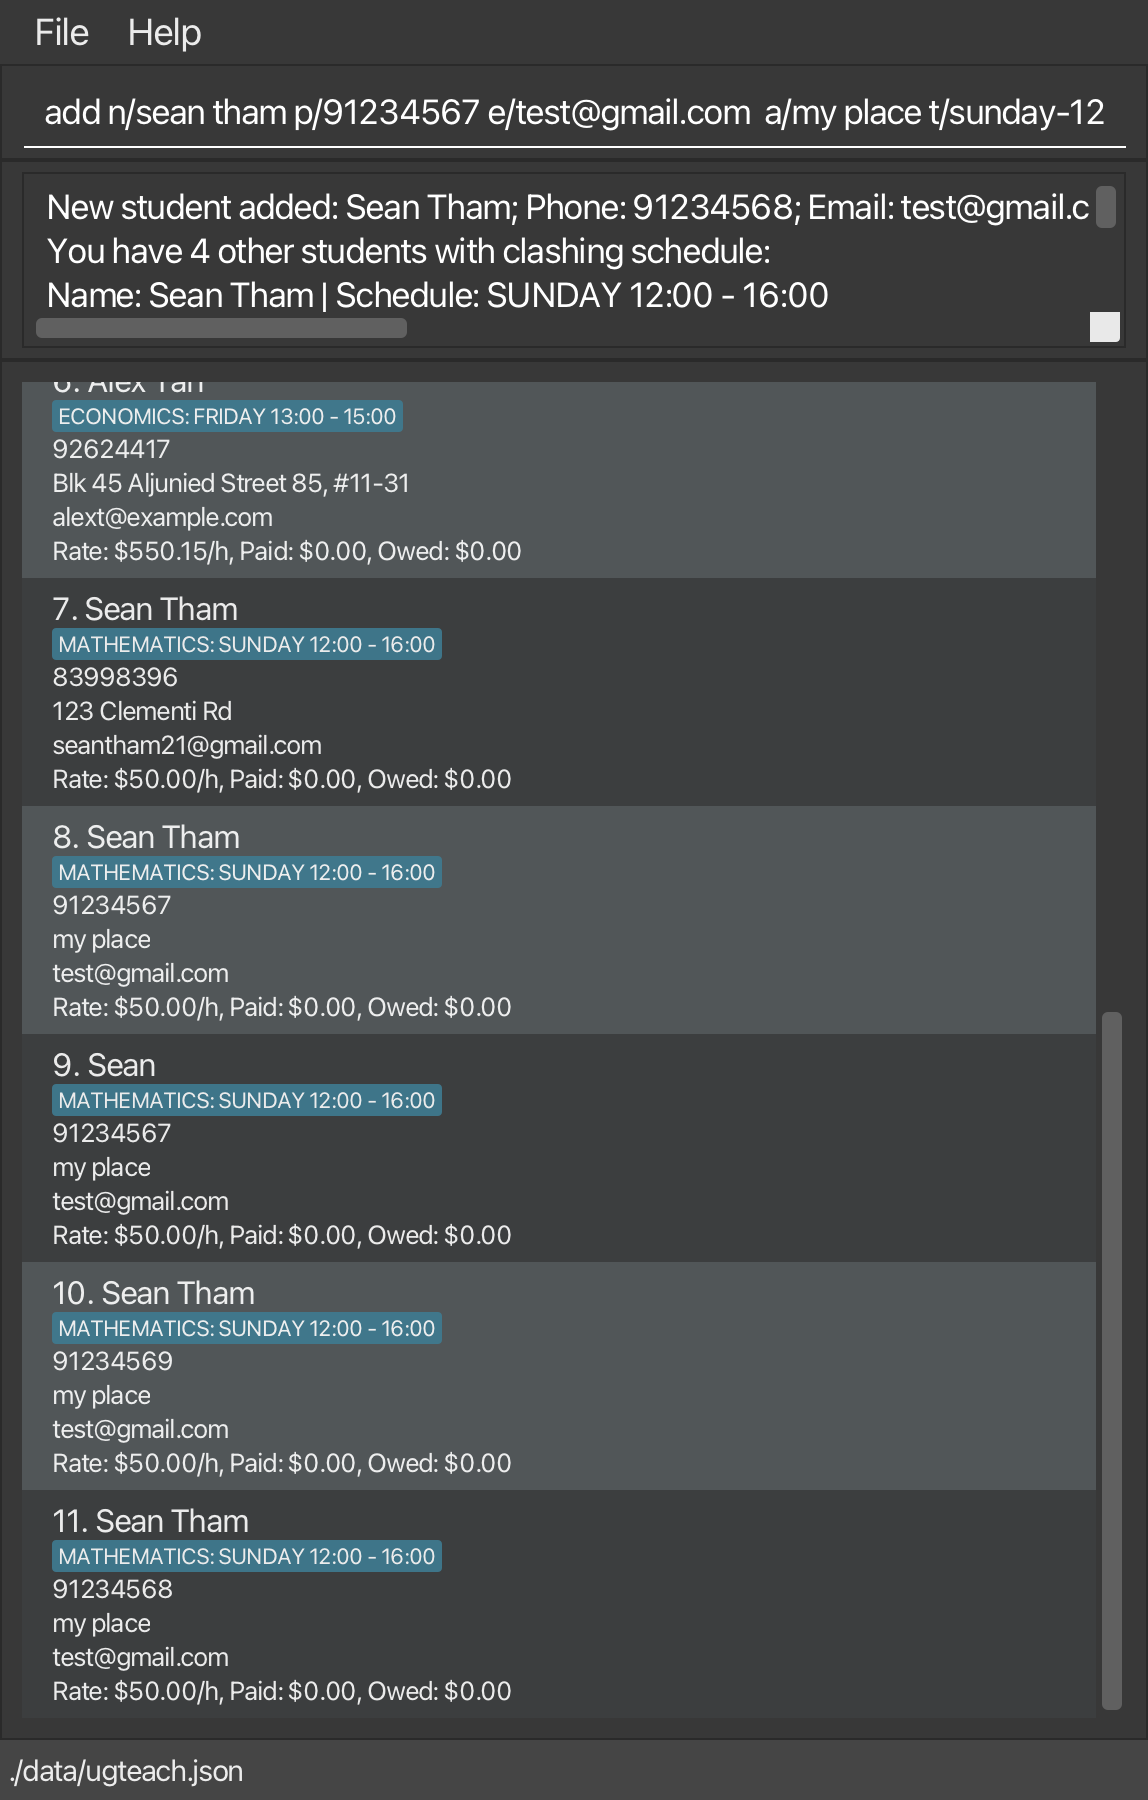 File Help
add n/sean tham p/91234567 e/test@gmail.com  a/my place t/sunday-12
New student added: Sean Tham; Phone: 91234568; Email: test@gmail.c
You have 4 other students with clashing schedule:
Name: Sean Tham | Schedule: SUNDAY 12:00 - 16:00
6. Alex Tan
ECONOMICS: FRIDAY 13:00 - 15:00
92624417
Blk 45 Aljunied Street 85, #11-31
alext@example.com
Rate: $550.15/h, Paid: $0.00, Owed: $0.00
7. Sean Tham
MATHEMATICS: SUNDAY 12:00 - 16:00
83998396
123 Clementi Rd
seantham21@gmail.com
Rate: $50.00/h, Paid: $0.00, Owed: $0.00
8. Sean Tham
MATHEMATICS: SUNDAY 12:00 - 16:00
91234567
my place
test@gmail.com
Rate: $50.00/h, Paid: $0.00, Owed: $0.00
9. Sean
MATHEMATICS: SUNDAY 12:00 - 16:00
91234567
my place
test@gmail.com
Rate: $50.00/h, Paid: $0.00, Owed: $0.00
10. Sean Tham
MATHEMATICS: SUNDAY 12:00 - 16:00
91234569
my place
test@gmail.com
Rate: $50.00/h, Paid: $0.00, Owed: $0.00
11. Sean Tham
MATHEMATICS: SUNDAY 12:00 - 16:00
91234568
my place
test@gmail.com
Rate: $50.00/h, Paid: $0.00, Owed: $0.00
./data/ugteach.json